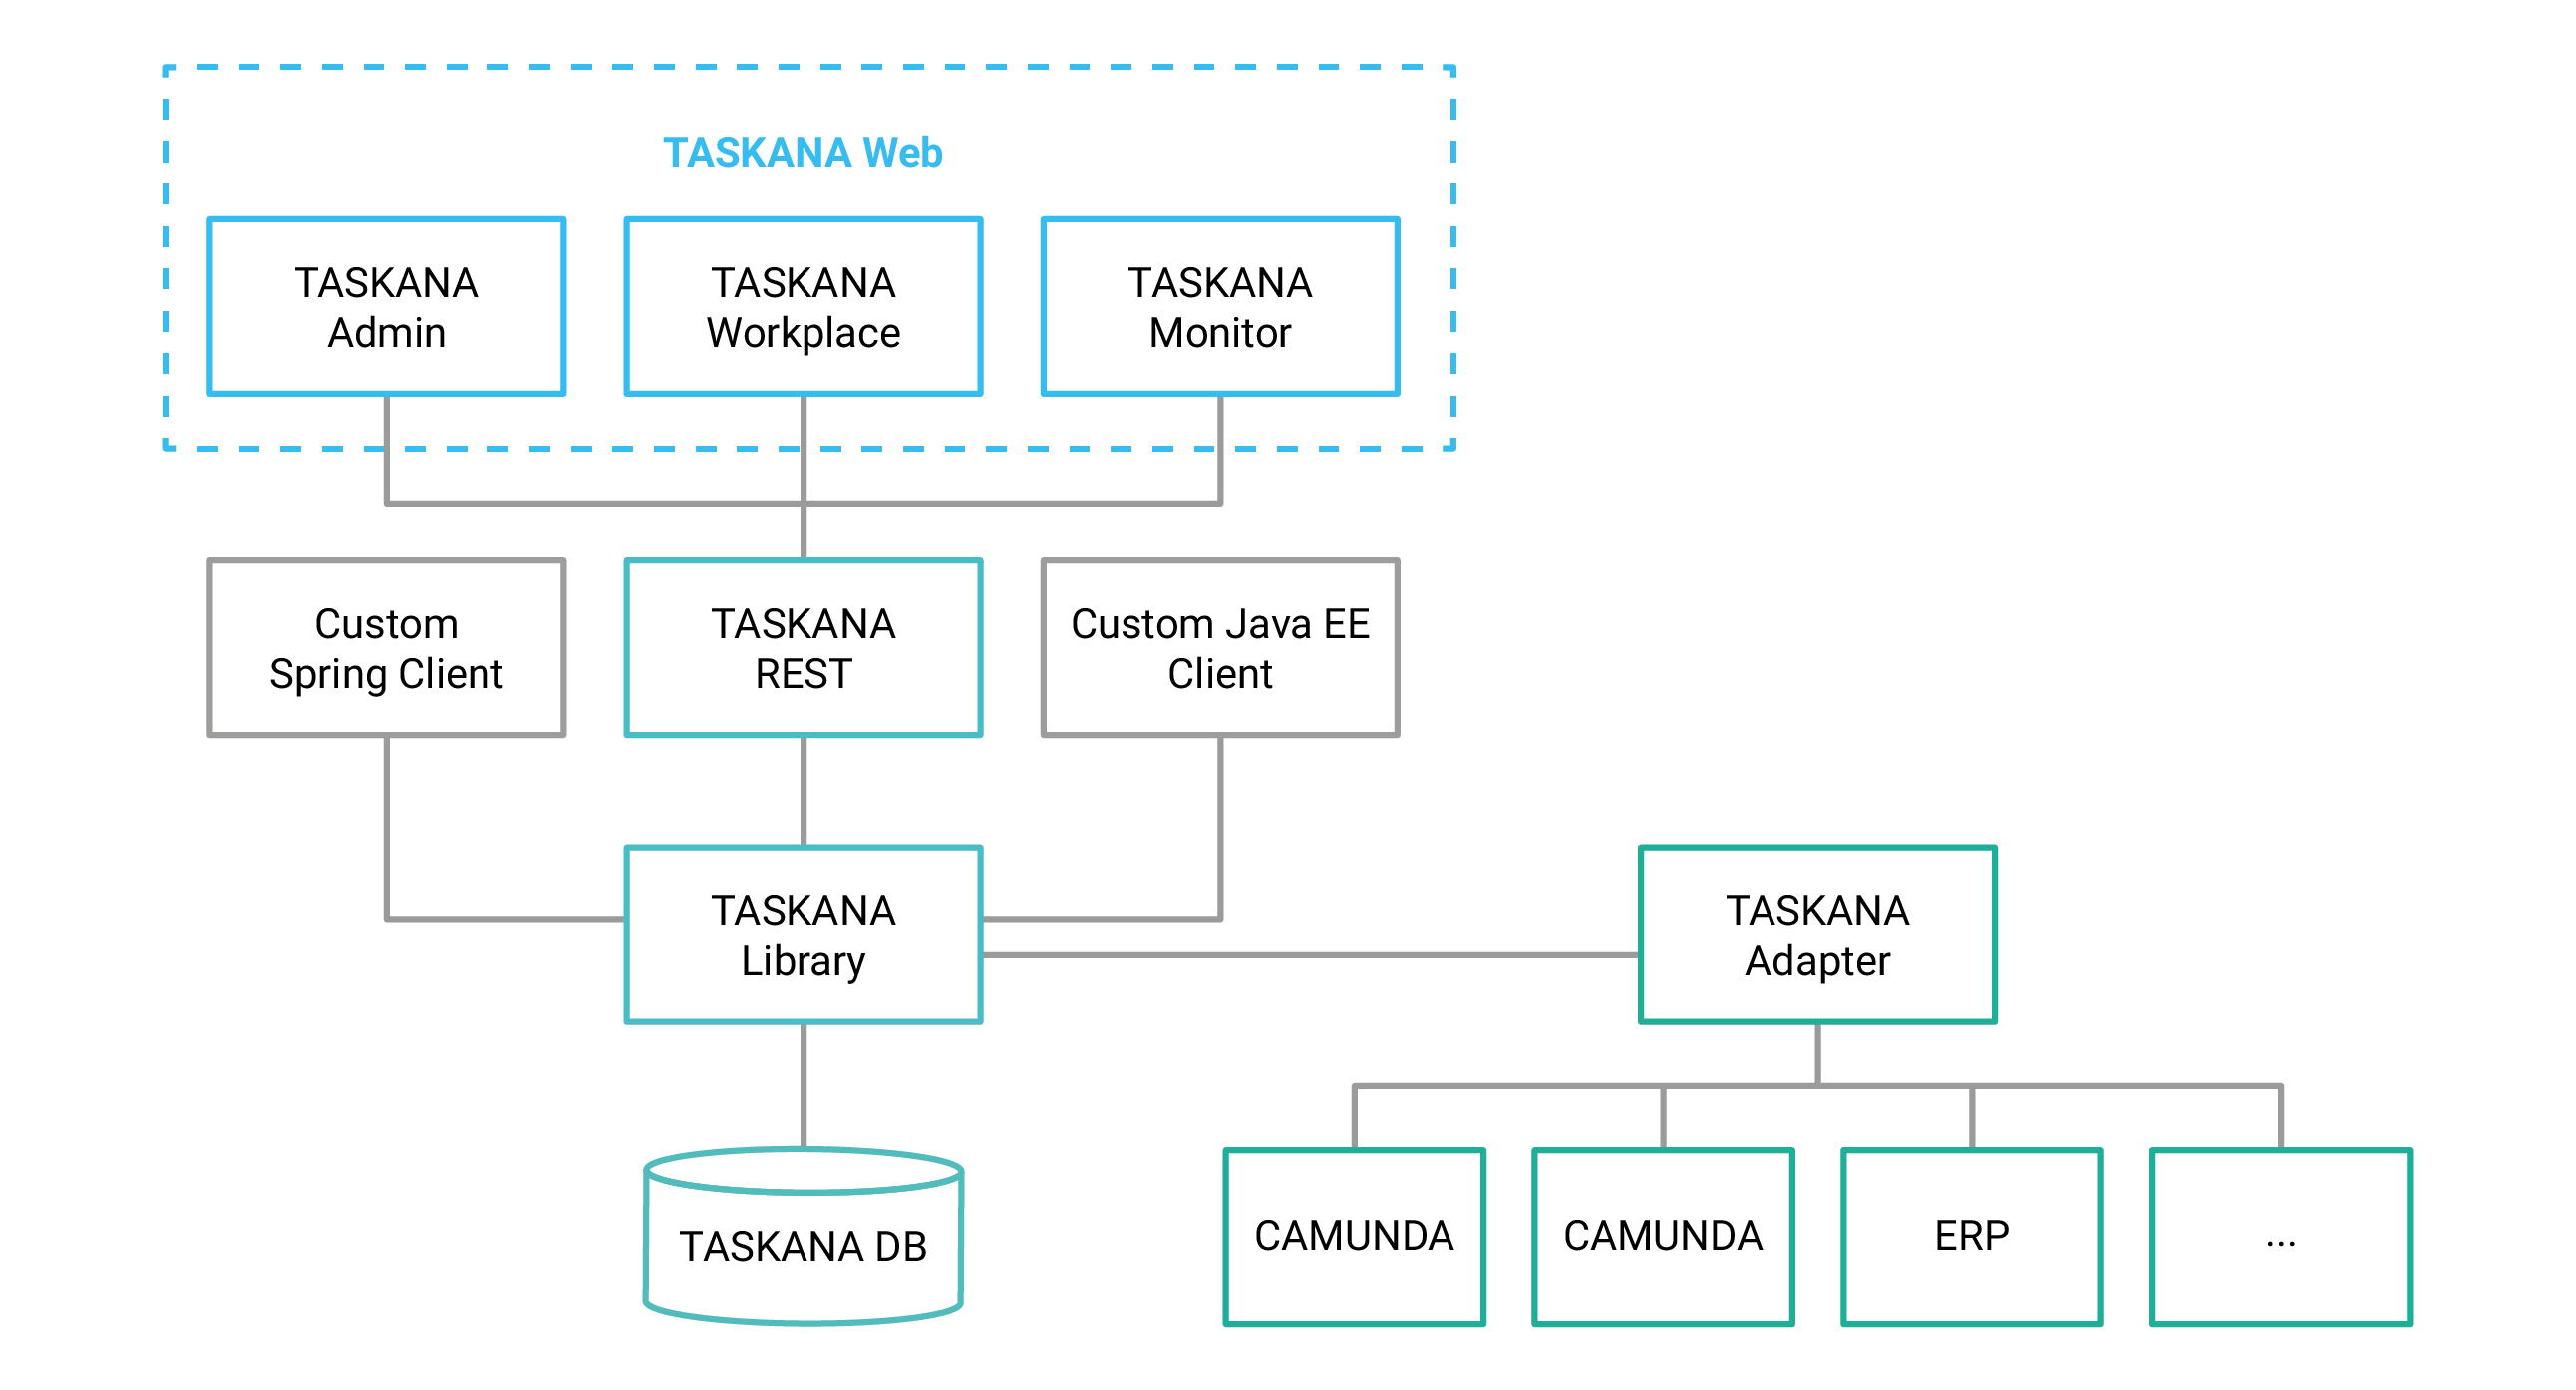 TASKANA Web
TASKANA
Admin
TASKANA
Workplace
TASKANA
Monitor
Custom
Spring Client
TASKANA
REST
Custom Java EE
Client
TASKANA
Library
TASKANA
Adapter
TASKANA DB
CAMUNDA
CAMUNDA
ERP
...